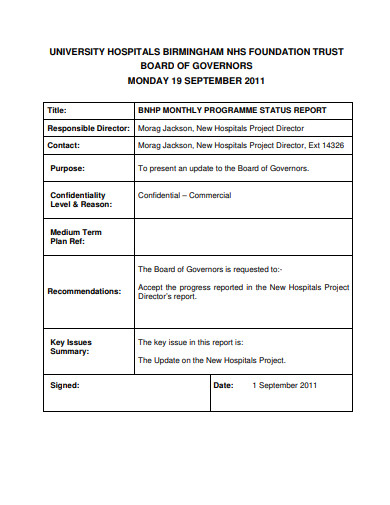 UNIVERSITY HOSPITALS BIRMINGHAM NHS FOUNDATION TRUST
BOARD OF GOVERNORS
MONDAY 19 SEPTEMBER 2011
Title: BNHP MONTHLY PROGRAMME STATUS REPORT
Responsible Director: Morag Jackson, New Hospitals Project Director
Contact: Morag Jackson, New Hospitals Project Director, Ext 14326
Purpose: To present an update to the Board of Governors.
Confidentiality
Level & Reason:
Confidential – Commercial
Medium Term
Plan Ref:
Recommendations:
The Board of Governors is requested to:-
Accept the progress reported in the New Hospitals Project
Director's report.
Key Issues
Summary:
The key issue in this report is:
The Update on the New Hospitals Project.
Signed: Date: 1 September 2011